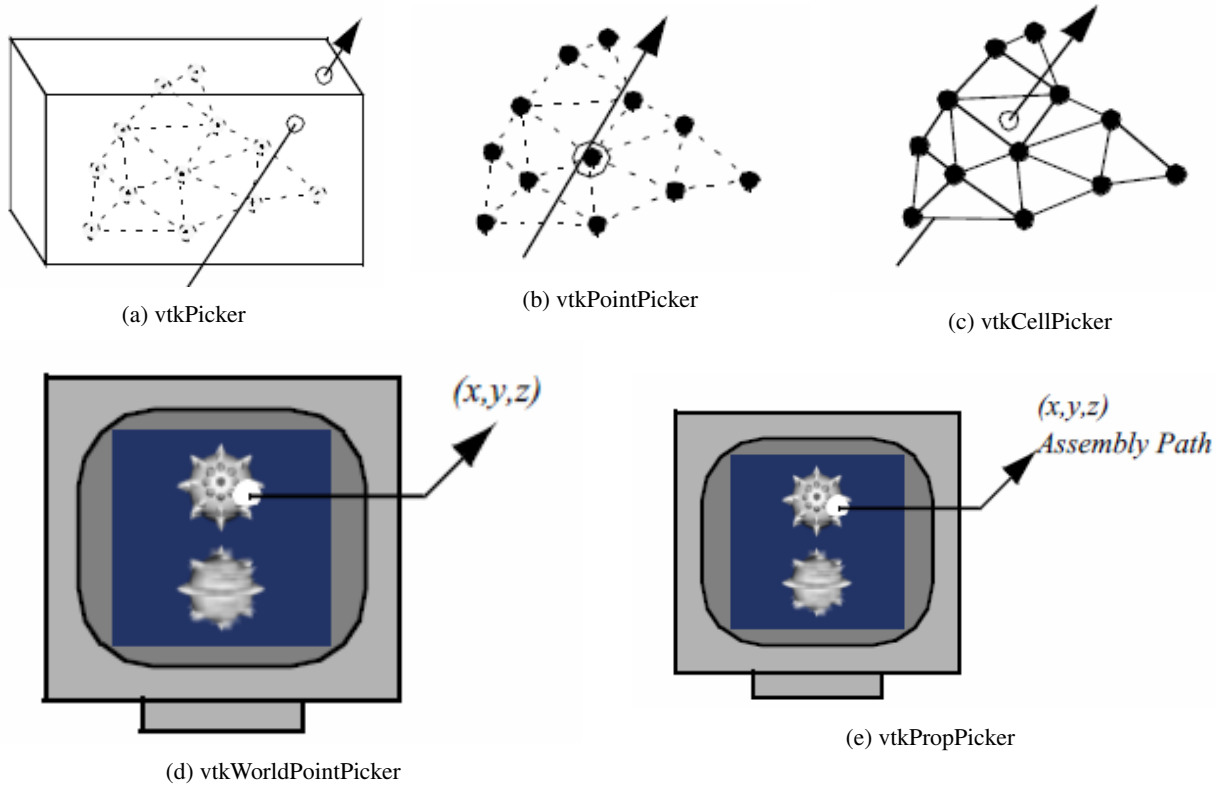 (a) vtkPicker
(b) vtkPointPicker
(c) vtkCellPicker
(x,y,z)
(d) vtkWorldPointPicker
(x,y,z)
Assembly Path
(e) vtkPropPicker